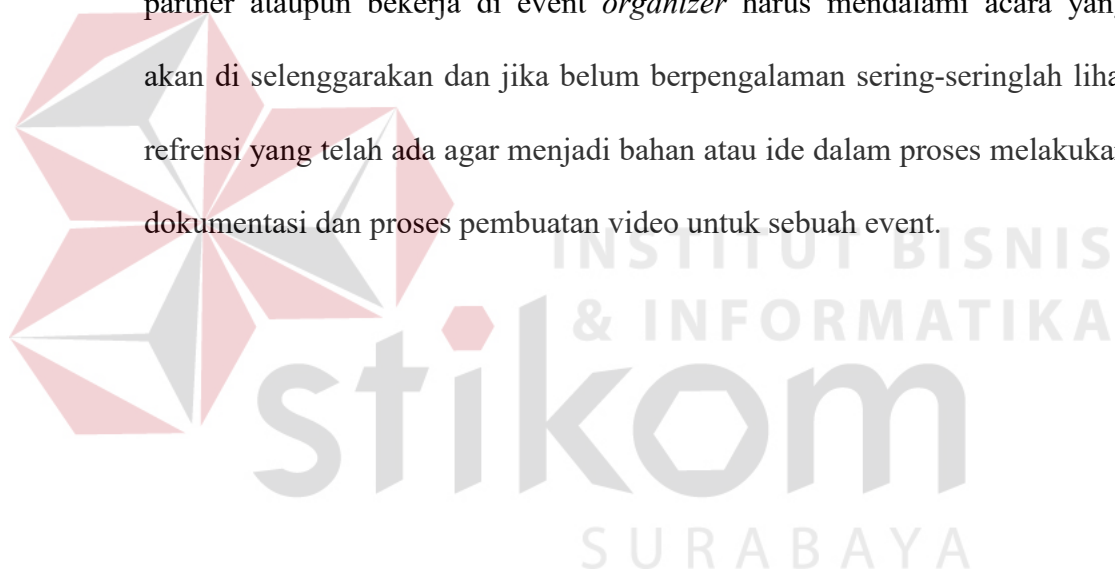 partner ataupun bekerja di event organizer harus mendalami acara yang
akan di selenggarakan dan jika belum berpengalaman sering-seringlah liha
refrensi yang telah ada agar menjadi bahan atau ide dalam proses melakukan
dokumentasi dan proses pembuatan video untuk sebuah event.
INSTITUT BISNIS
& INFORMATIKA
stikom
SURABAYA